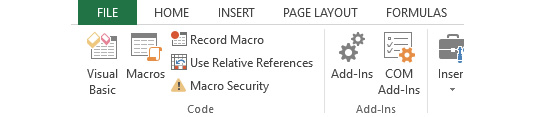 FILE HOME INSERT PAGE LAYOUT FORMULAS
Visual Basic
Macros
Record Macro
Use Relative References
Macro Security
Code
Add-Ins
COM Add-Ins
Add-Ins
Inser